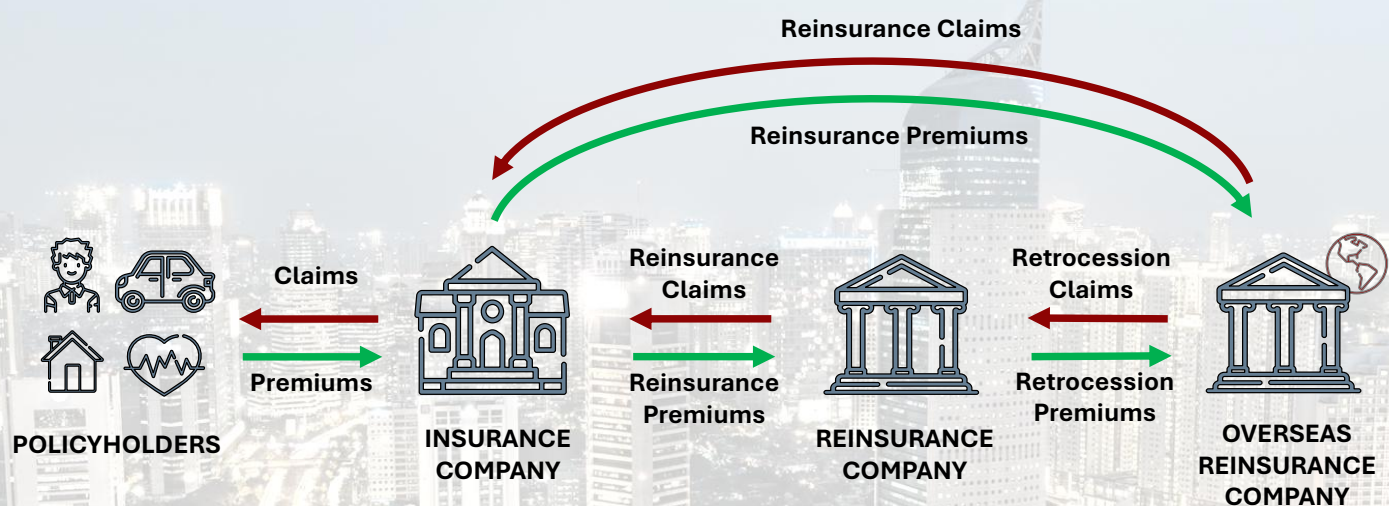 Reinsurance Claims
Reinsurance Premiums
Claims
Premiums
Reinsurance
Claims
Reinsurance
Premiums
Retrocession
Claims
Retrocession
Premiums
POLICYHOLDERS
INSURANCE
COMPANY
REINSURANCE
COMPANY
OVERSEAS
REINSURANCE
COMPANY